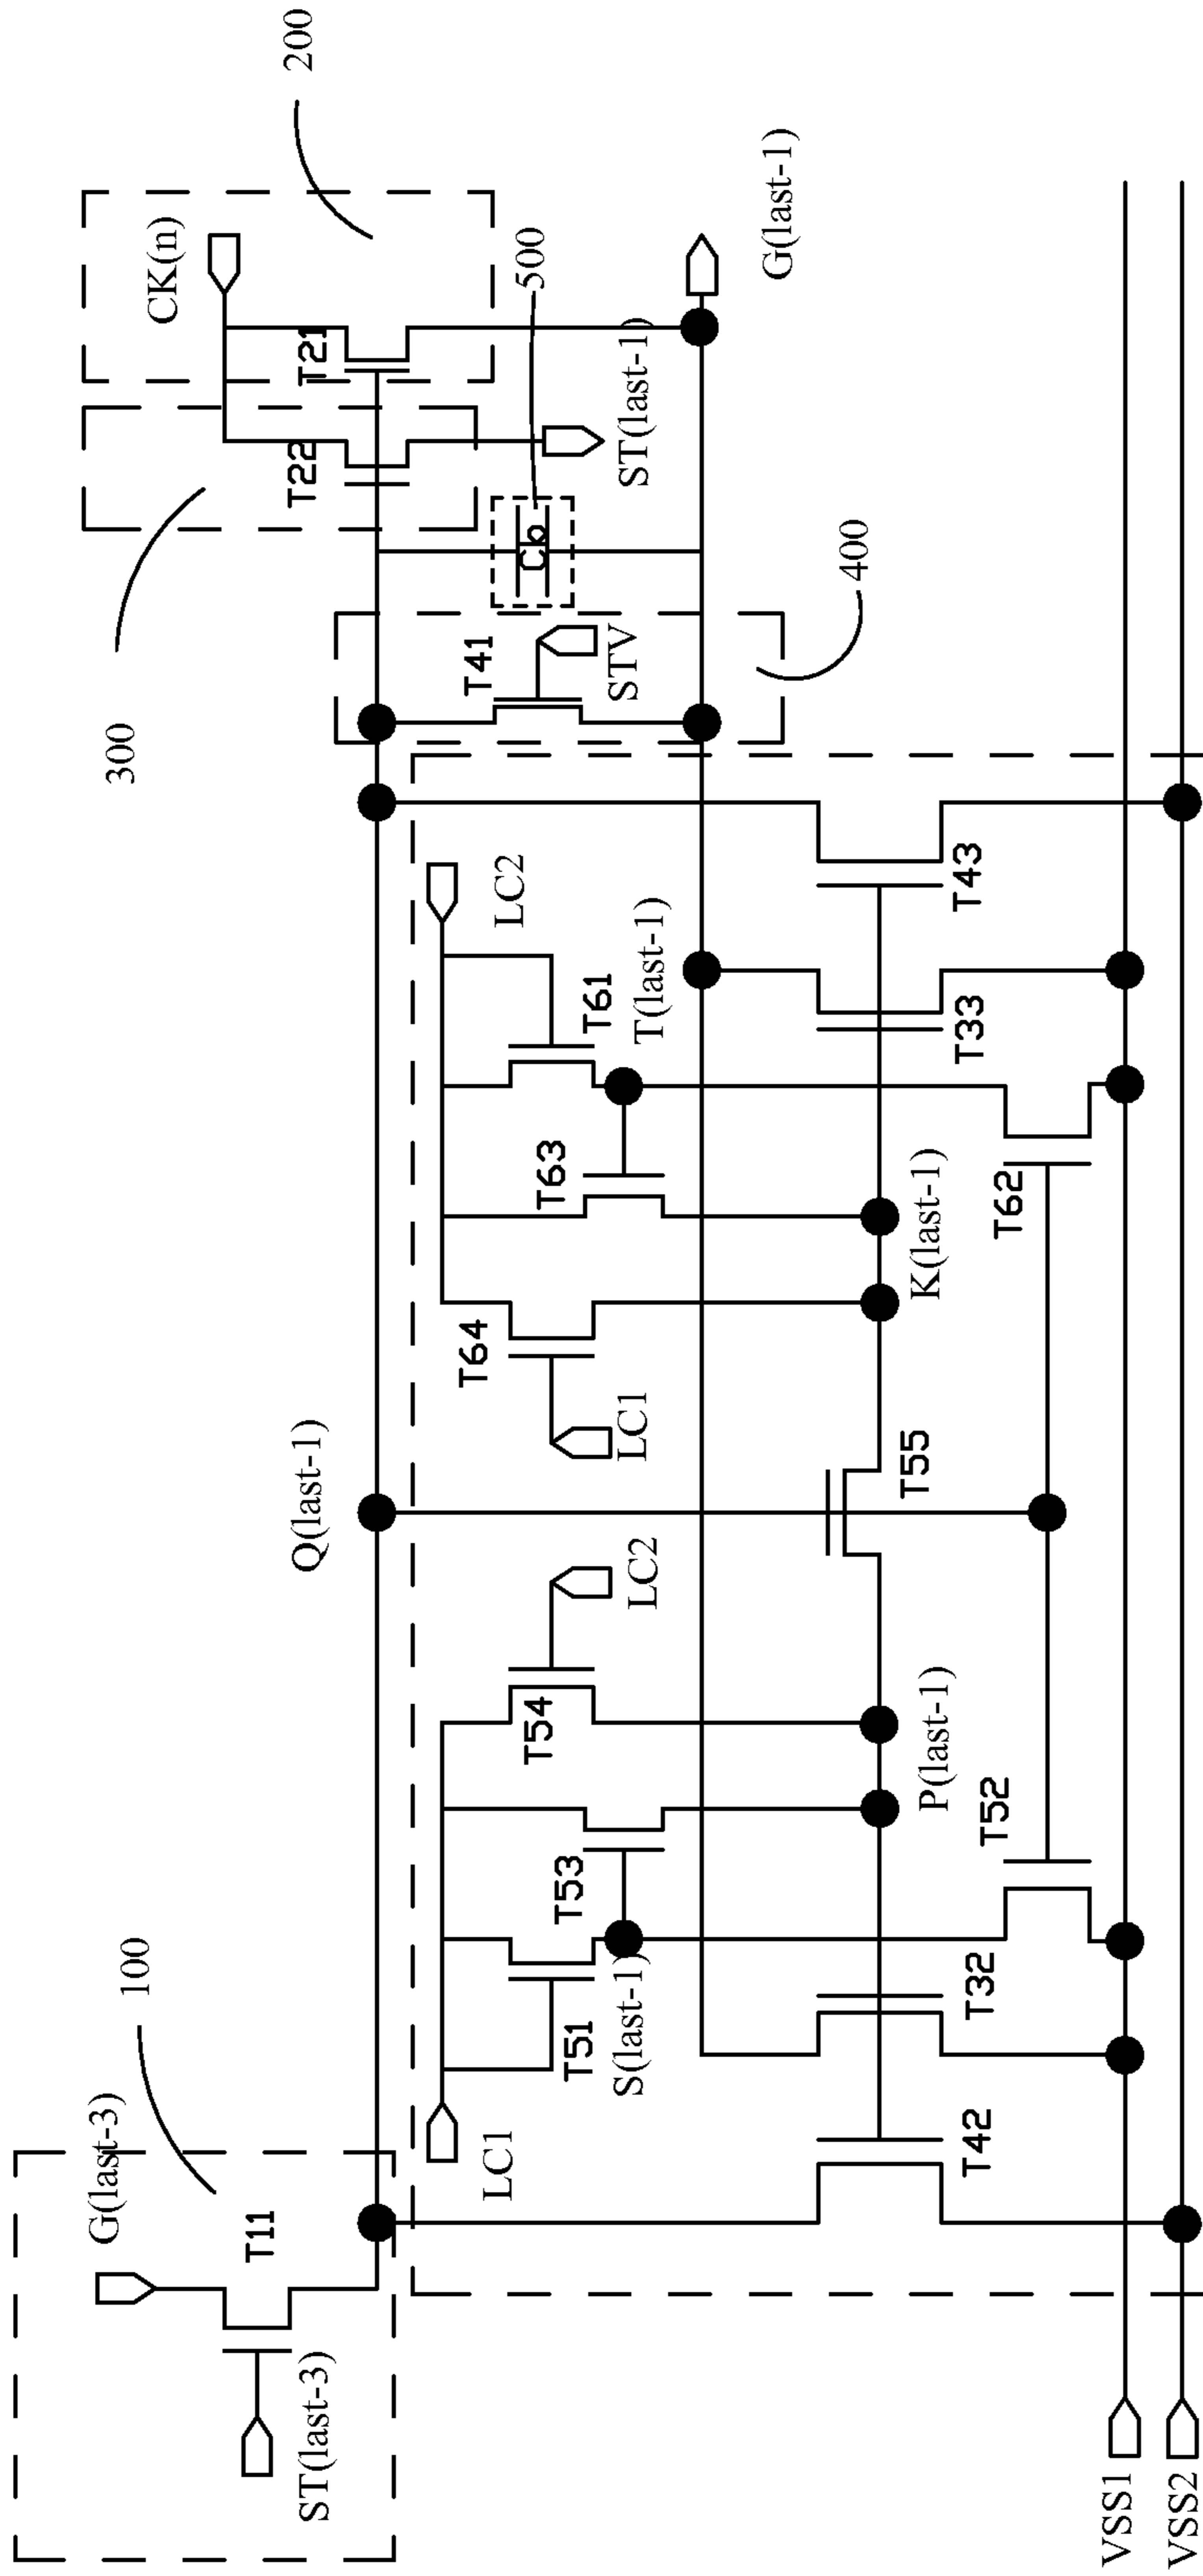 G(last-3)
100
T11
ST(last-3)
Q(last-1)
300
200
CK(n)
T22
T21
500
Cb
ST(last-1)
G(last-1)
T41
STV
400
LC1
T51
S(last-1)
T53
T54
LC2
LC1
T64
T63
T61
LC2
T(last-1)
T42
T32
P(last-1)
T52
T55
K(last-1)
T62
T33
T43
VSS1
VSS2